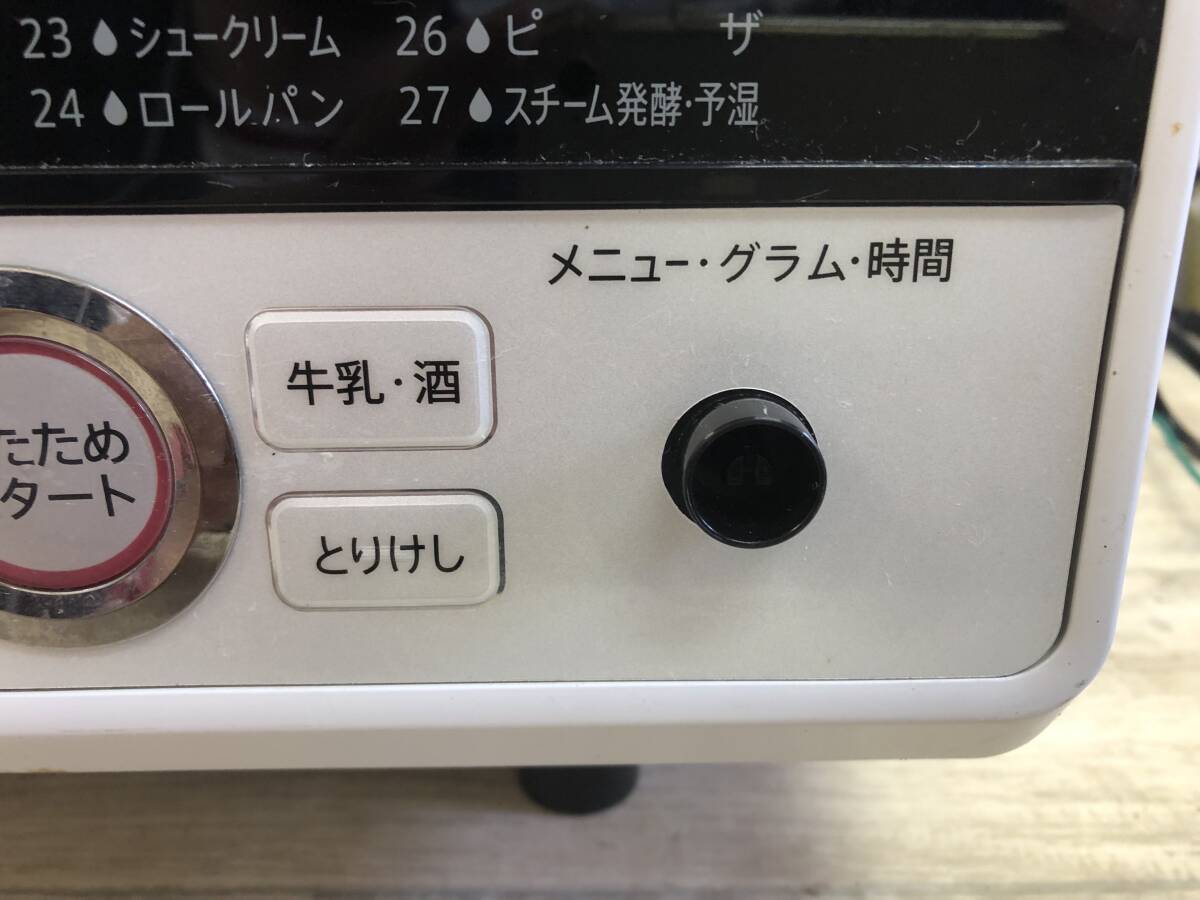 23 シュークリーム 26 ピ ザ
24 ロールパン 27 スチーム発酵・予湿
メニュー・グラム・時間
牛乳・酒
たため
タート
とりけし